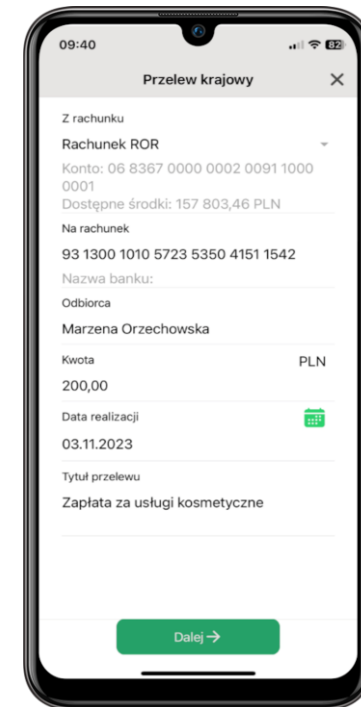 09:40
82
Przelew krajowy
Z rachunku
Rachunek ROR
Konto: 06 8367 0000 0002 0091 1000
0001
Dostępne środki: 157 803,46 PLN
Na rachunek
93 1300 1010 5723 5350 4151 1542
Nazwa banku:
Odbiorca
Marzena Orzechowska
Kwota PLN
200,00
Data realizacji
03.11.2023
Tytuł przelewu
Zapłata za usługi kosmetyczne
Dalej →